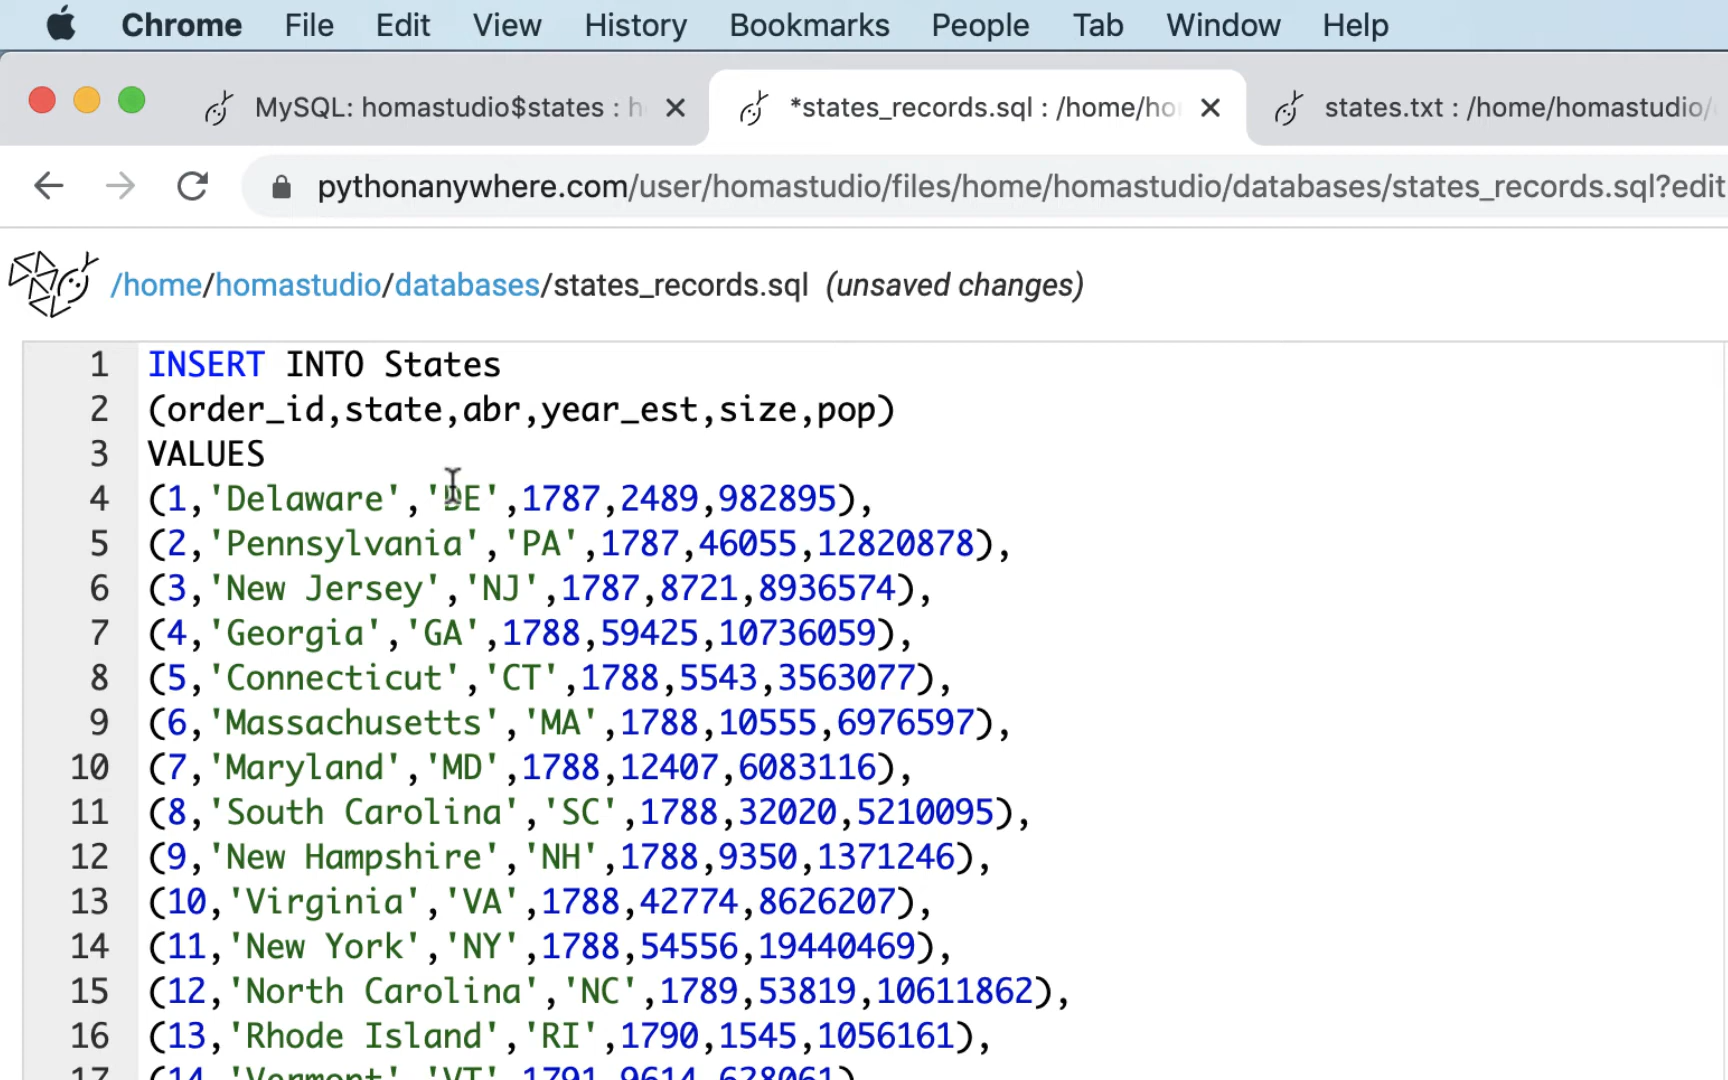 Chrome File Edit View History Bookmarks People Tab Window Help
MySQL: homastudio$states : h *states_records.sql : /home/ho states.txt : /home/homastudio/
pythonanywhere.com/user/homastudio/files/home/homastudio/databases/states_records.sql?edit
/home/homastudio/databases/states_records.sql (unsaved changes)
1 INSERT INTO States
2 (order_id,state,abr,year_est,size,pop)
3 VALUES
4 (1,'Delaware','DE',1787,2489,982895),
5 (2,'Pennsylvania','PA',1787,46055,12820878),
6 (3,'New Jersey','NJ',1787,8721,8936574),
7 (4,'Georgia','GA',1788,59425,10736059),
8 (5,'Connecticut','CT',1788,5543,3563077),
9 (6,'Massachusetts','MA',1788,10555,6976597),
10 (7,'Maryland','MD',1788,12407,6083116),
11 (8,'South Carolina','SC',1788,32020,5210095),
12 (9,'New Hampshire','NH',1788,9350,1371246),
13 (10,'Virginia','VA',1788,42774,8626207),
14 (11,'New York','NY',1788,54556,19440469),
15 (12,'North Carolina','NC',1789,53819,10611862),
16 (13,'Rhode Island','RI',1790,1545,1056161),
17 (14,'Vermont','VT',1791,9614,628061)